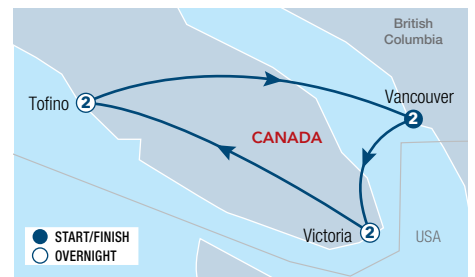 British
Columbia
Tofino
2
Vancouver
2
CANADA
Victoria
2
USA
START/FINISH
OVERNIGHT